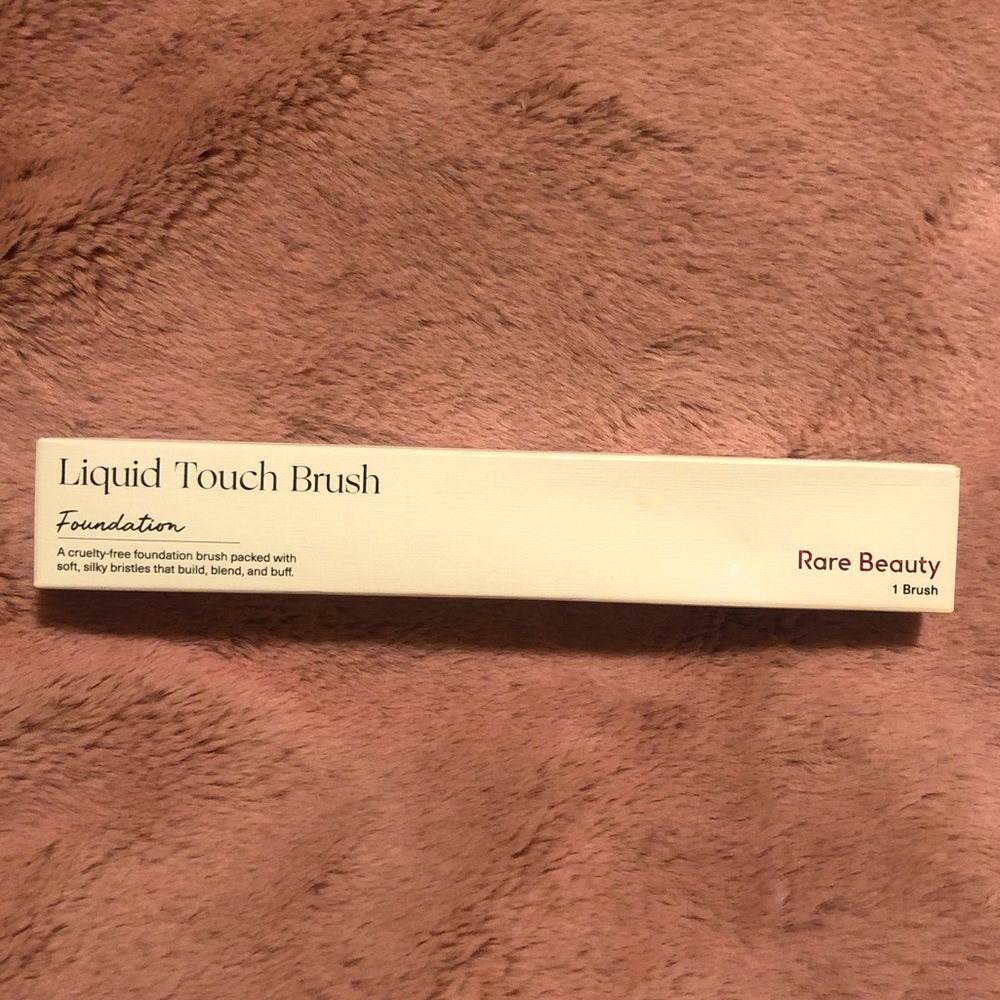 Liquid Touch Brush
Foundation
A cruelty-free foundation brush packed with
soft, silky bristles that build, blend, and buff.
Rare Beauty
1 Brush